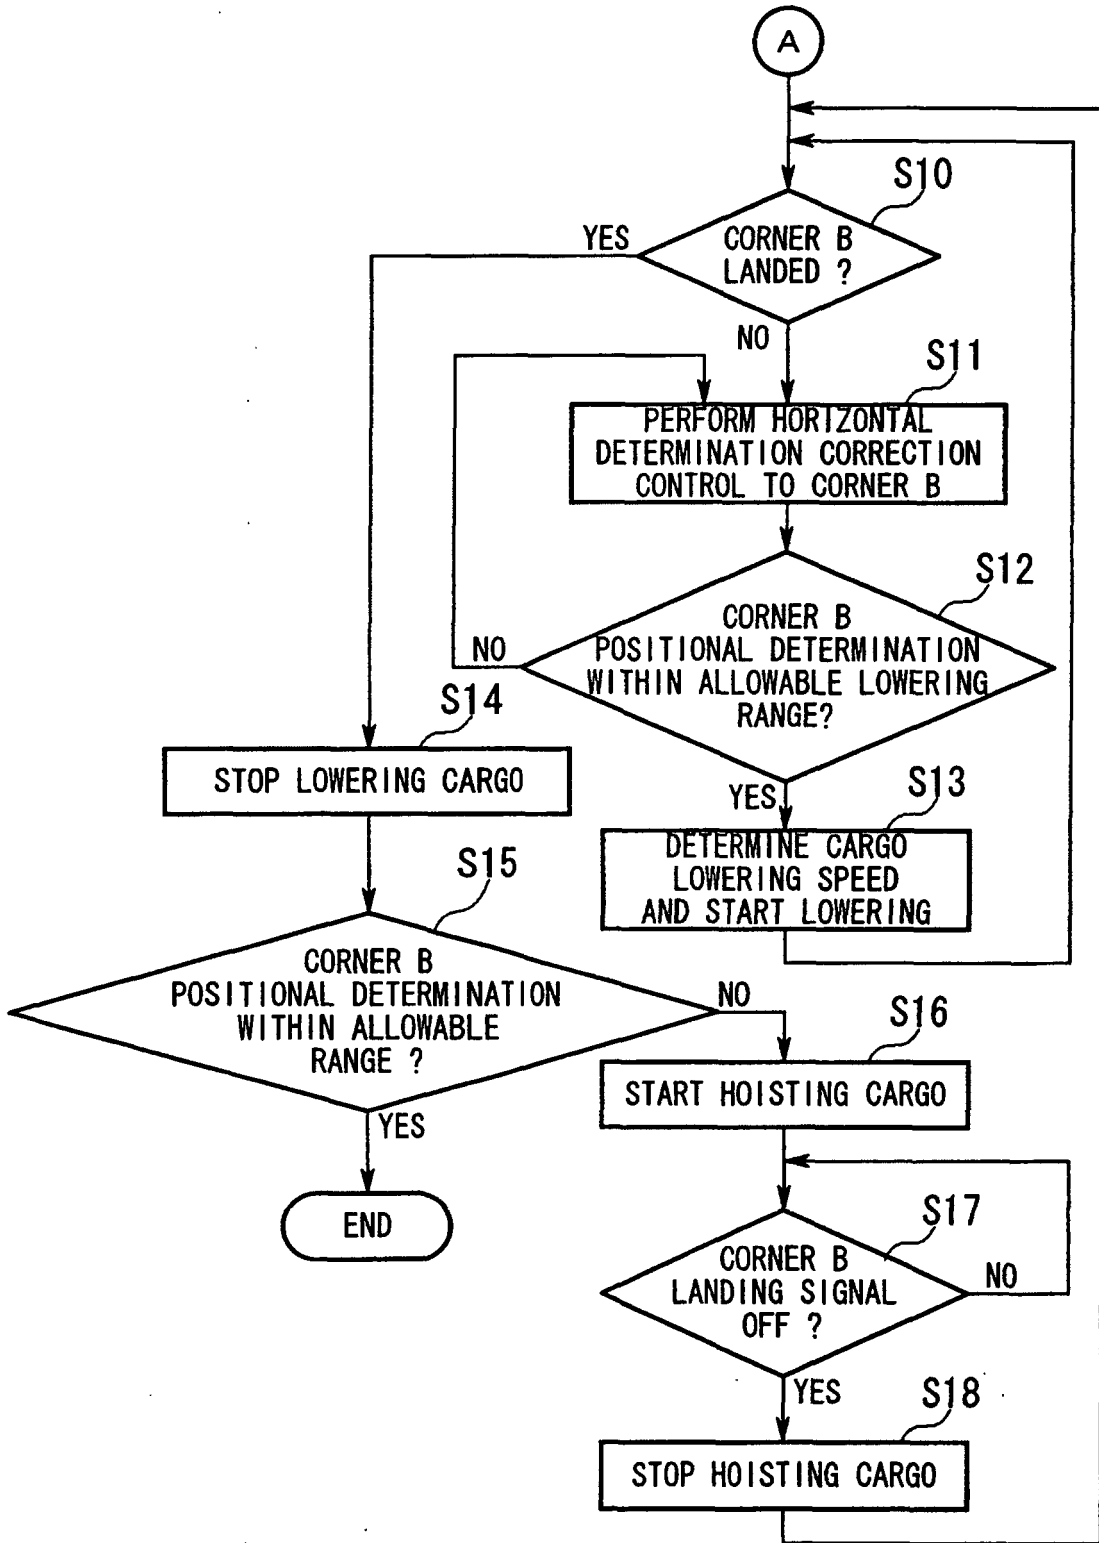 A
S10
YES
CORNER B
LANDED ?
NO
S11
PERFORM HORIZONTAL
DETERMINATION CORRECTION
CONTROL TO CORNER B
S12
CORNER B
POSITIONAL DETERMINATION
WITHIN ALLOWABLE LOWERING
RANGE?
NO
YES
S13
DETERMINE CARGO
LOWERING SPEED
AND START LOWERING
S14
STOP LOWERING CARGO
S15
CORNER B
POSITIONAL DETERMINATION
WITHIN ALLOWABLE
RANGE ?
NO
YES
END
S16
START HOISTING CARGO
S17
CORNER B
LANDING SIGNAL
OFF ?
NO
YES
S18
STOP HOISTING CARGO